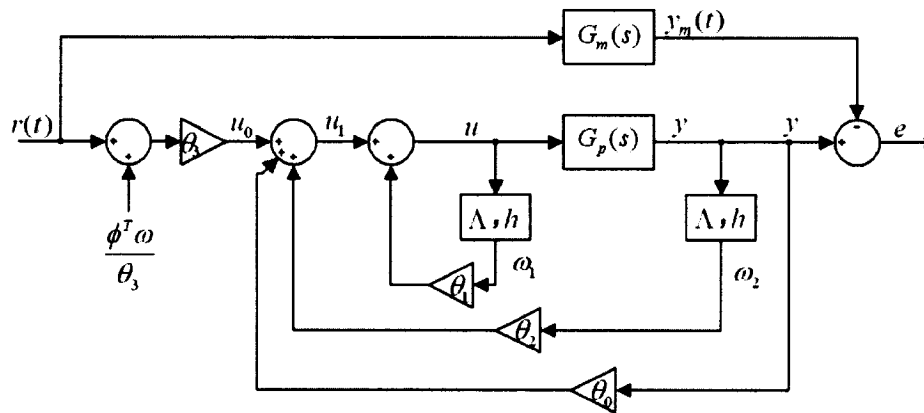 G_m(s)
y_m(t)
r(t)
θ_3
u_0
u_1
u
G_p(s)
y
y
e
Λ, h
Λ, h
φ^T ω
θ_3
ω_1
θ_1
ω_2
θ_2
θ_0